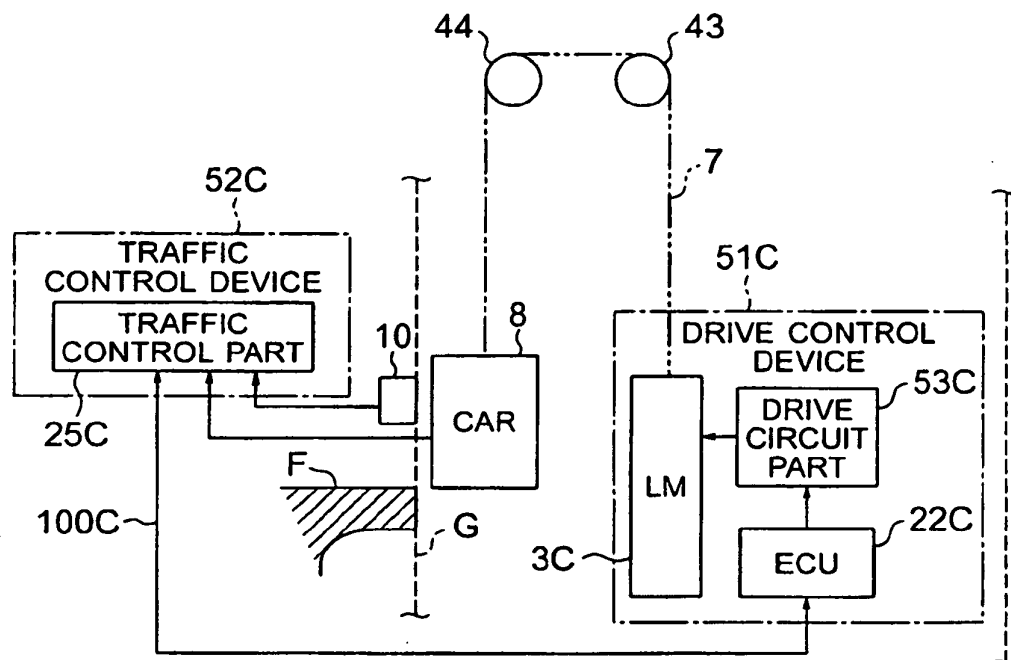 44
43
7
52C
TRAFFIC
CONTROL DEVICE
TRAFFIC
CONTROL PART
25C
10
8
CAR
51C
DRIVE CONTROL
DEVICE
53C
DRIVE
CIRCUIT
PART
LM
F
100C
G
3C
22C
ECU